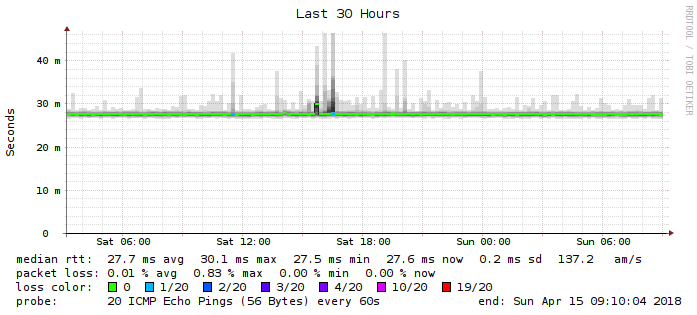 Last 30 Hours
RRDTOOL / TOBI OETIKER
Seconds
40 m
30 m
20 m
10 m
0
Sat 06:00 Sat 12:00 Sat 18:00 Sun 00:00 Sun 06:00
median rtt: 27.7 ms avg 30.1 ms max 27.5 ms min 27.6 ms now 0.2 ms sd 137.2 am/s
packet loss: 0.01 % avg 0.83 % max 0.00 % min 0.00 % now
loss color: 0 1/20 2/20 3/20 4/20 10/20 19/20
probe: 20 ICMP Echo Pings (56 Bytes) every 60s end: Sun Apr 15 09:10:04 2018